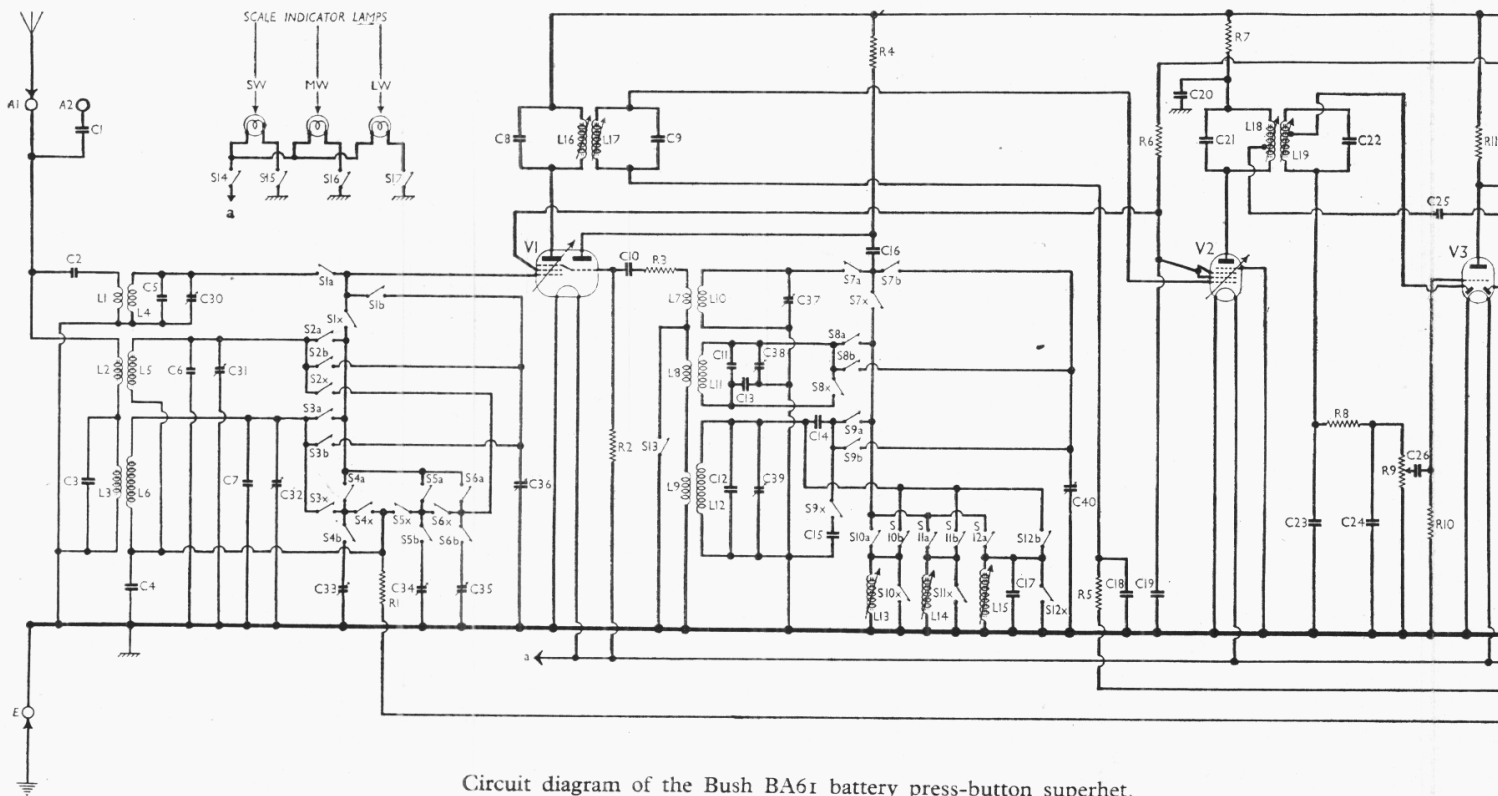 SCALE INDICATOR LAMPS
SW MW LW
A1 A2
C1
S14 S15 S16 S17
a
C2
L1 L4 C5 C30
S1a
S1b
S1x
L2 L5 C6 C31
S2a
S2b
S2x
S3a
S3b
C3 L3 L6 C7 C32
S3x S4a S4x S5a S5x S6a S6x
S4b S5b S6b
C4 C33 R1 C34 C35
C36
E
C8 L16 L17 C9
V1
C10 R3
R2
S13
L7 L10 C37
L8 L11 C11 C38 C13
L9 L12 C12 C39
C14
C15
R4
C16
S7a S7b
S7x
S8a
S8b
S8x
S9a
S9b
S9x
S10a S10b S11a S11b S12a S12b
L13 S10x L14 S11x L15 C17 S12x
C40
R5 C18 C19
a
R6
R7
C20
C21 L18 L19 C22
V2
C25
R11
V3
R8
R9 C26
R10
C23 C24
Circuit diagram of the Bush BA61 battery press-button superhet.